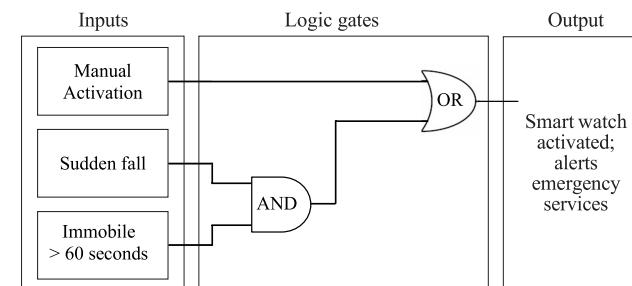 Inputs
Logic gates
Output
Manual
Activation
OR
Smart watch
activated;
alerts
emergency
services
Sudden fall
AND
Immobile
> 60 seconds